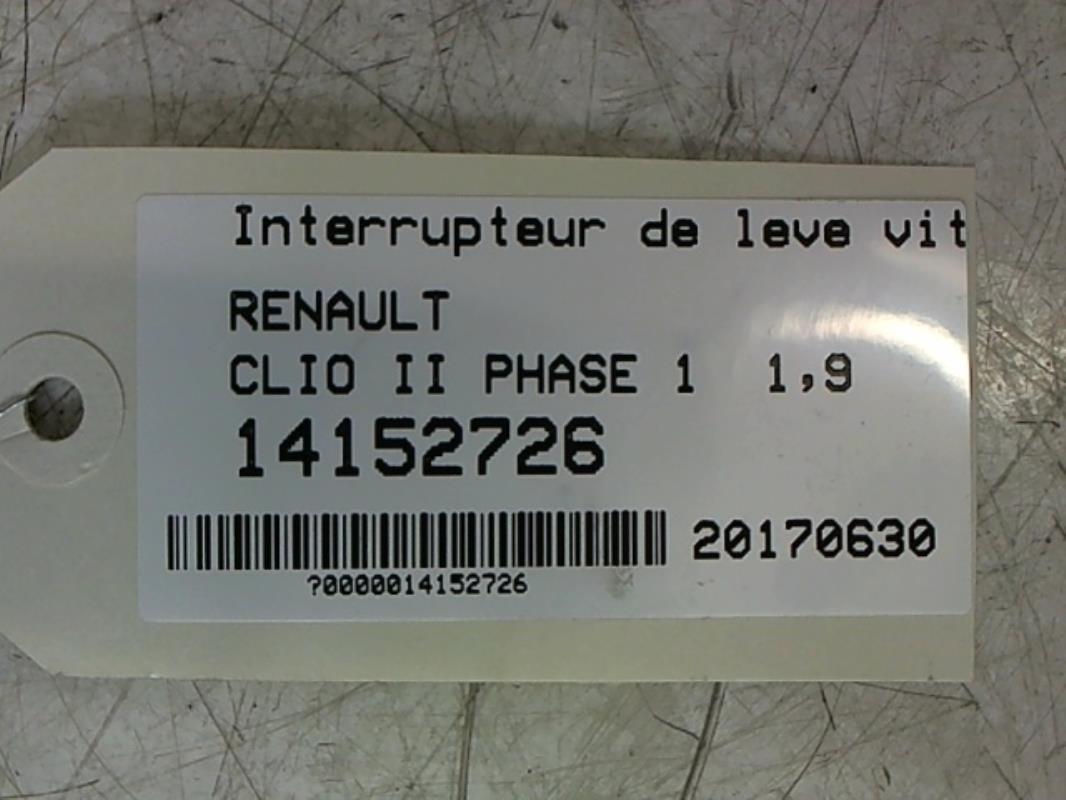 Interrupteur de leve vit
RENAULT
CLIO II PHASE 1 1,9
14152726
20170630
?0000014152726